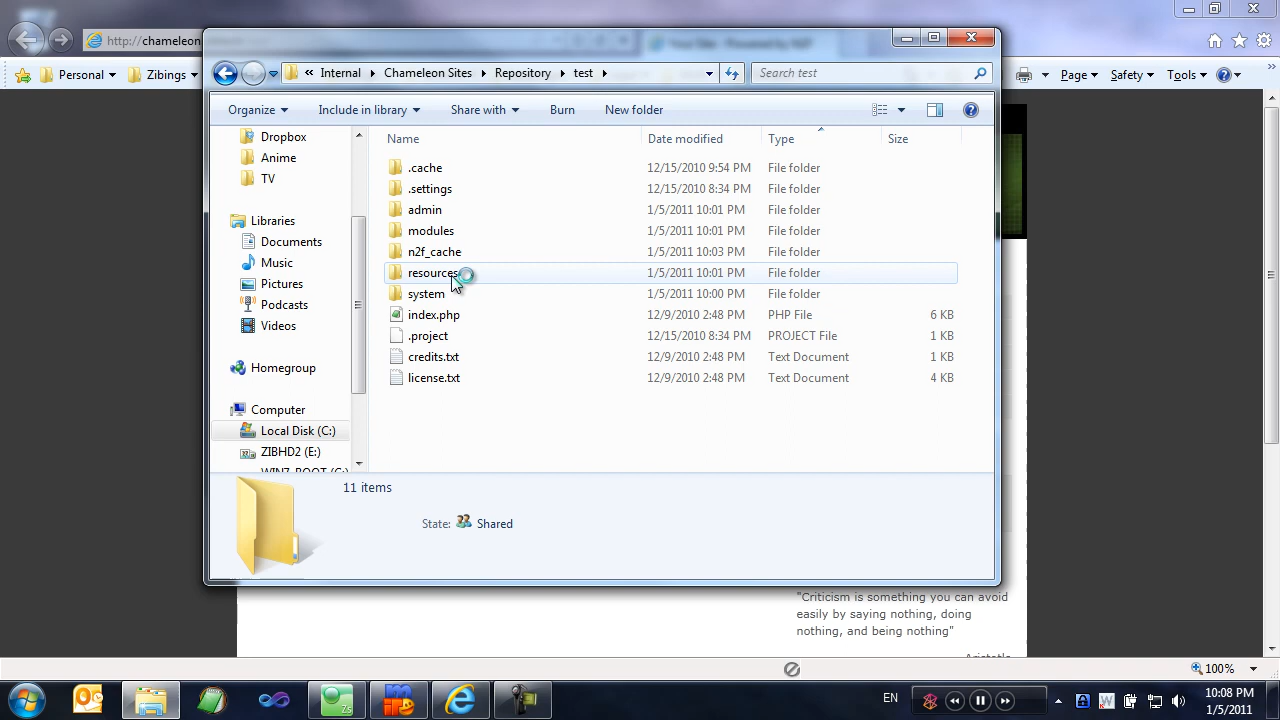 http://chameleon
Personal
Zibings
Page
Safety
Tools
»
« Internal Chameleon Sites Repository test
Search test
Organize
Include in library
Share with
Burn
New folder
Name
Date modified
Type
Size
Dropbox
Anime
TV
Libraries
Documents
Music
Pictures
Podcasts
Videos
Homegroup
Computer
Local Disk (C:)
ZIBHD2 (E:)
.cache 12/15/2010 9:54 PM File folder
.settings 12/15/2010 8:34 PM File folder
admin 1/5/2011 10:01 PM File folder
modules 1/5/2011 10:01 PM File folder
n2f_cache 1/5/2011 10:03 PM File folder
resources 1/5/2011 10:01 PM File folder
system 1/5/2011 10:00 PM File folder
index.php 12/9/2010 2:48 PM PHP File 6 KB
.project 12/15/2010 8:34 PM PROJECT File 1 KB
credits.txt 12/9/2010 2:48 PM Text Document 1 KB
license.txt 12/9/2010 2:48 PM Text Document 4 KB
11 items
State: Shared
"Criticism is something you can avoid
easily by saying nothing, doing
nothing, and being nothing"
Aristotle
100%
EN
10:08 PM
1/5/2011